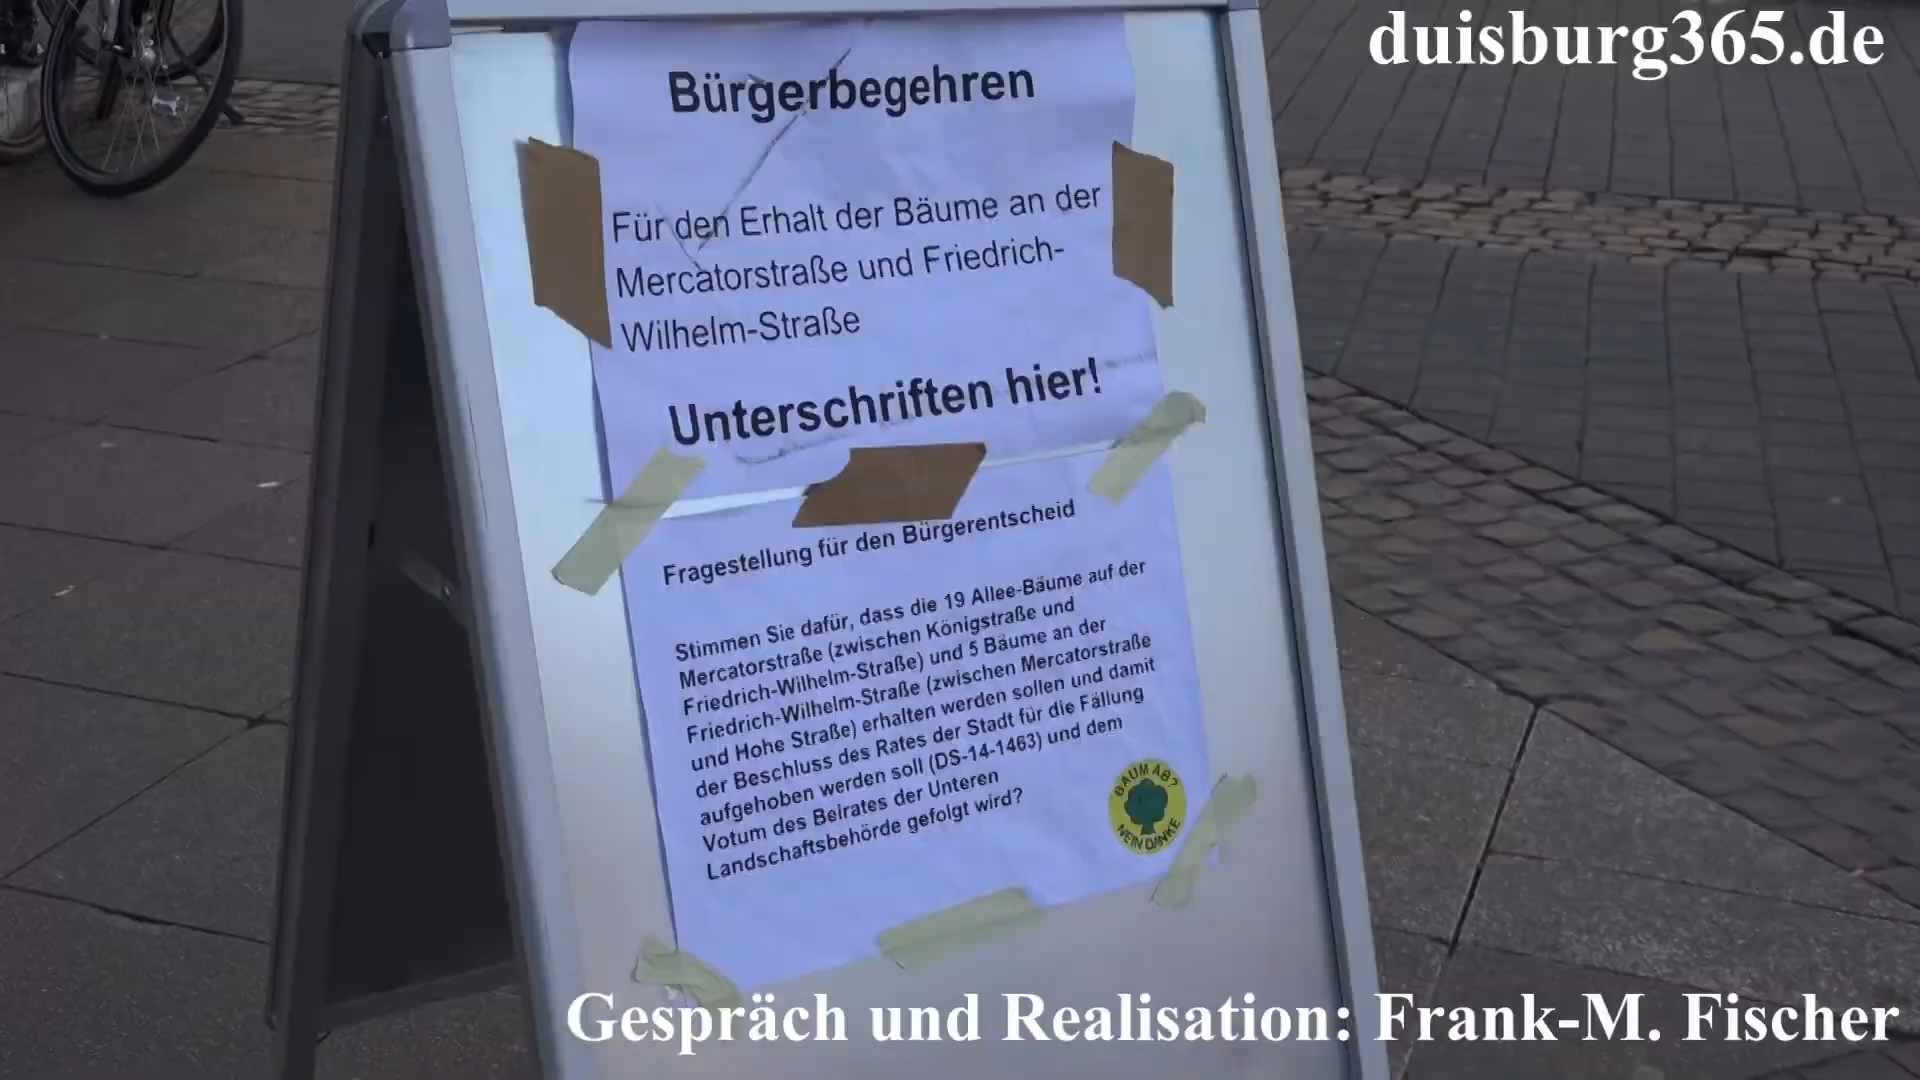 duisburg365.de
Bürgerbegehren
Für den Erhalt der Bäume an der
Mercatorstraße und Friedrich-
Wilhelm-Straße
Unterschriften hier!
Fragestellung für den Bürgerentscheid
Stimmen Sie dafür, dass die 19 Allee-Bäume auf der
Mercatorstraße (zwischen Königstraße und
Friedrich-Wilhelm-Straße) und 5 Bäume an der
Friedrich-Wilhelm-Straße (zwischen Mercatorstraße
und Hohe Straße) erhalten werden sollen und damit
der Beschluss des Rates der Stadt für die Fällung
aufgehoben werden soll (DS-14-1463) und dem
Votum des Beirates der Unteren
Landschaftsbehörde gefolgt wird?
BAUM AB?
NEIN DANKE
Gespräch und Realisation: Frank-M. Fischer